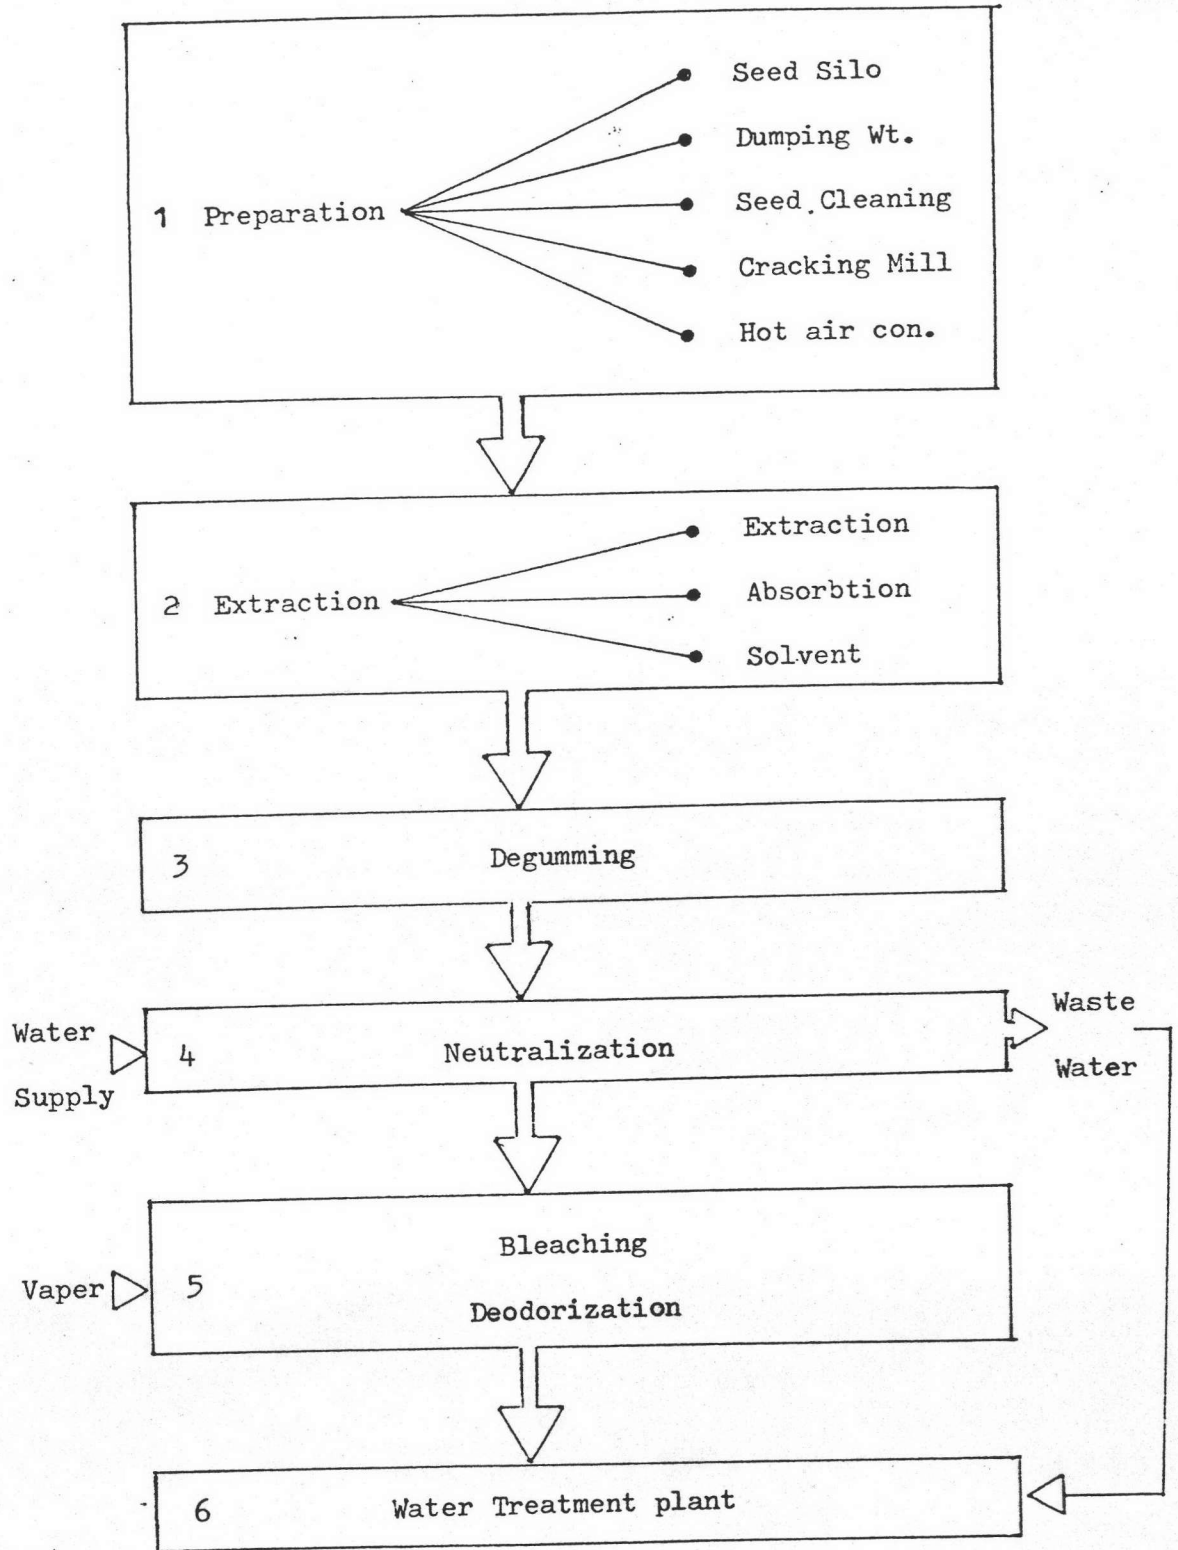 Seed Silo
Dumping Wt.
1 Preparation
Seed Cleaning
Cracking Mill
Hot air con.
Extraction
2 Extraction
Absorbtion
Solvent
3 Degumming
Water
Supply
4 Neutralization
Waste
Water
Bleaching
Vaper
5
Deodorization
6 Water Treatment plant